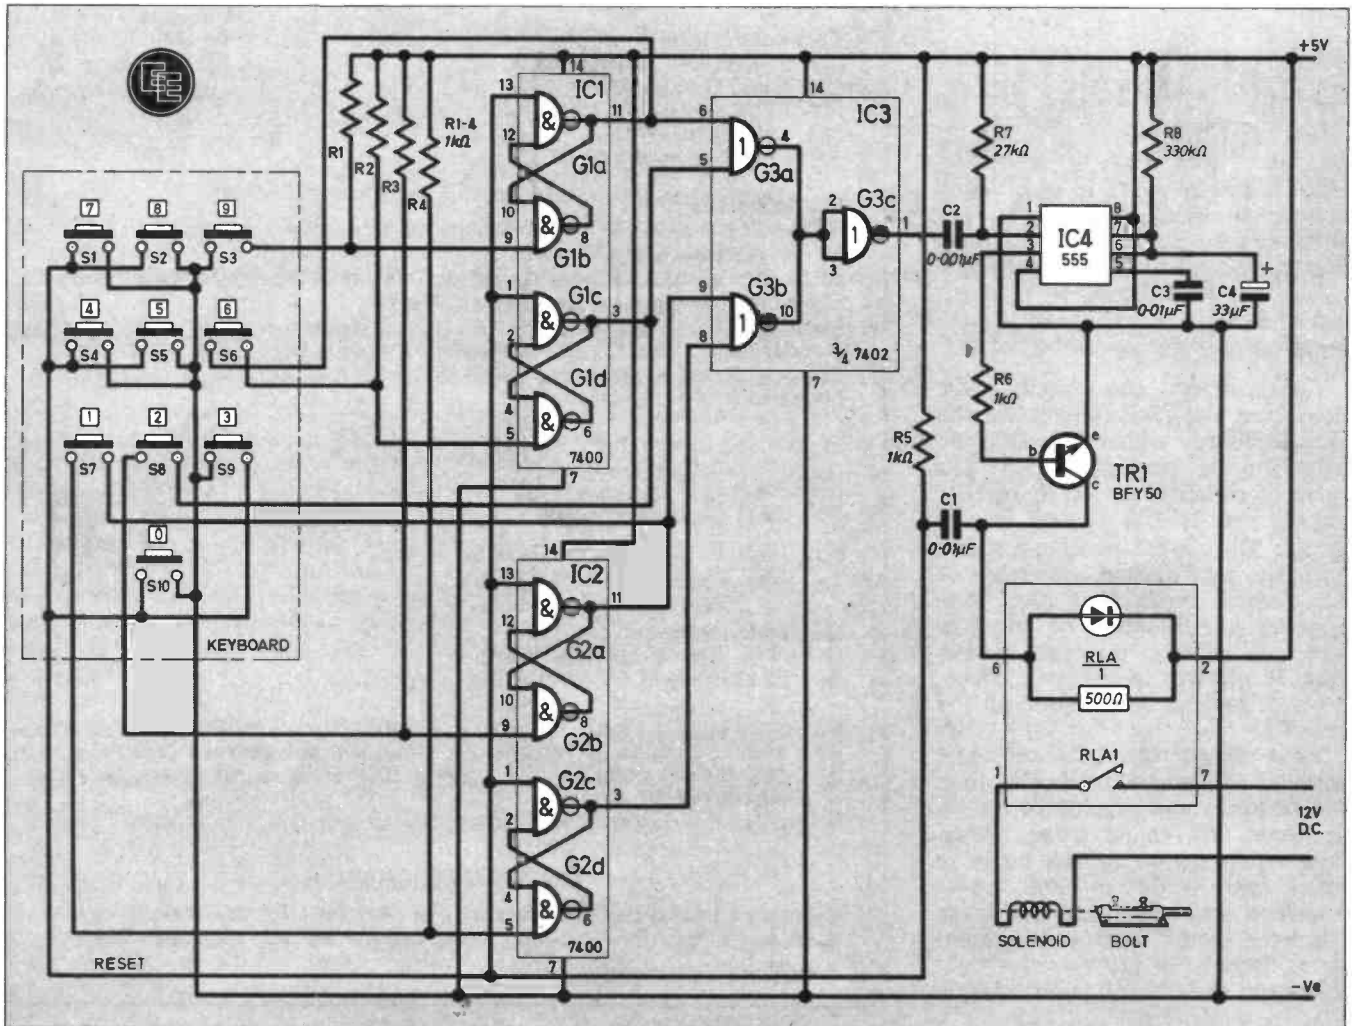 EE
+5V
14
13
IC1
11
12
&
G1a
10
&
8
9
G1b
R1-4
1kΩ
R1
R2
R3
R4
1
G1c
&
3
2
G1d
4
&
6
5
7400
7
14
IC3
6
1
4
5
G3a
2
G3c
1
1
3
9
G3b
1
10
8
¾ 7402
7
C2
0·001µF
R7
27kΩ
R8
330kΩ
1
2
3
4
IC4
555
8
7
6
5
C3
0·01µF
+
C4
33µF
R6
1kΩ
R5
1kΩ
e
b
c
TR1
BFY50
C1
0·01µF
7
8
9
S1
S2
S3
4
5
6
S4
S5
S6
1
2
3
S7
S8
S9
0
S10
KEYBOARD
14
13
IC2
11
12
&
G2a
10
&
8
9
G2b
1
G2c
&
3
2
G2d
4
&
6
5
7400
7
6
RLA
1
2
500Ω
1
RLA1
7
12V
D.C.
SOLENOID
BOLT
RESET
-Ve